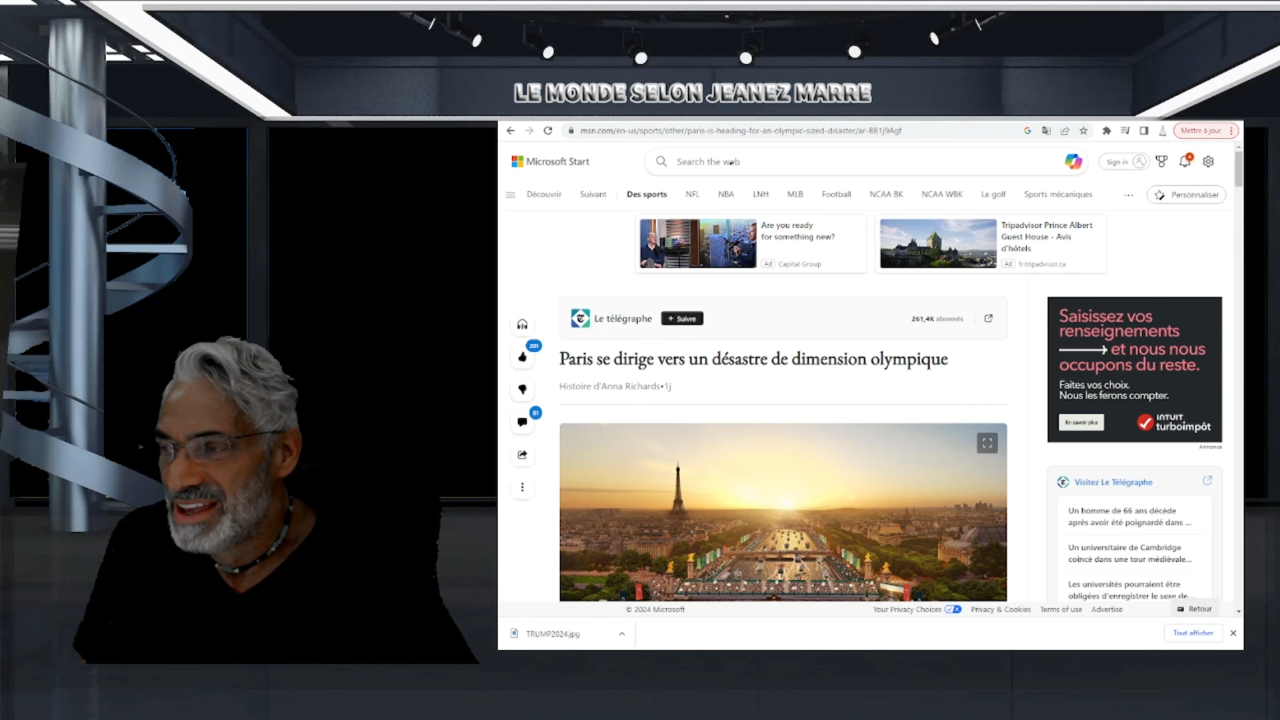 LE MONDE SELON JEANEZ MARRE
msn.com/en-us/sports/other/paris-is-heading-for-an-olympic-sized-disaster/ar-BB1j9Agf
Mettre à jour
Microsoft Start
Search the web
Sign in
4
Découvrir
Suivant
Des sports
NFL
NBA
LNH
MLB
Football
NCAA BK
NCAA WBK
Le golf
Sports mécaniques
Personnaliser
Are you ready
for something new?
Ad Capital Group
Tripadvisor Prince Albert
Guest House - Avis
d'hôtels
Ad fr.tripadvisor.ca
Le télégraphe
+ Suivre
261,4K abonnés
Paris se dirige vers un désastre de dimension olympique
Histoire d'Anna Richards•1j
81
Saisissez vos
renseignements
et nous nous
occupons du reste.
Faites vos choix.
Nous les ferons compter.
En savoir plus
INTUIT
turboimpôt
Annonce
Visitez Le Télégraphe
Un homme de 66 ans décède
après avoir été poignardé dans ...
Un universitaire de Cambridge
coincé dans une tour médiévale...
Les universités pourraient être
obligées d'enregistrer le sexe de...
© 2024 Microsoft
Your Privacy Choices
Privacy & Cookies
Terms of use
Advertise
Retour
TRUMP2024.jpg
Tout afficher